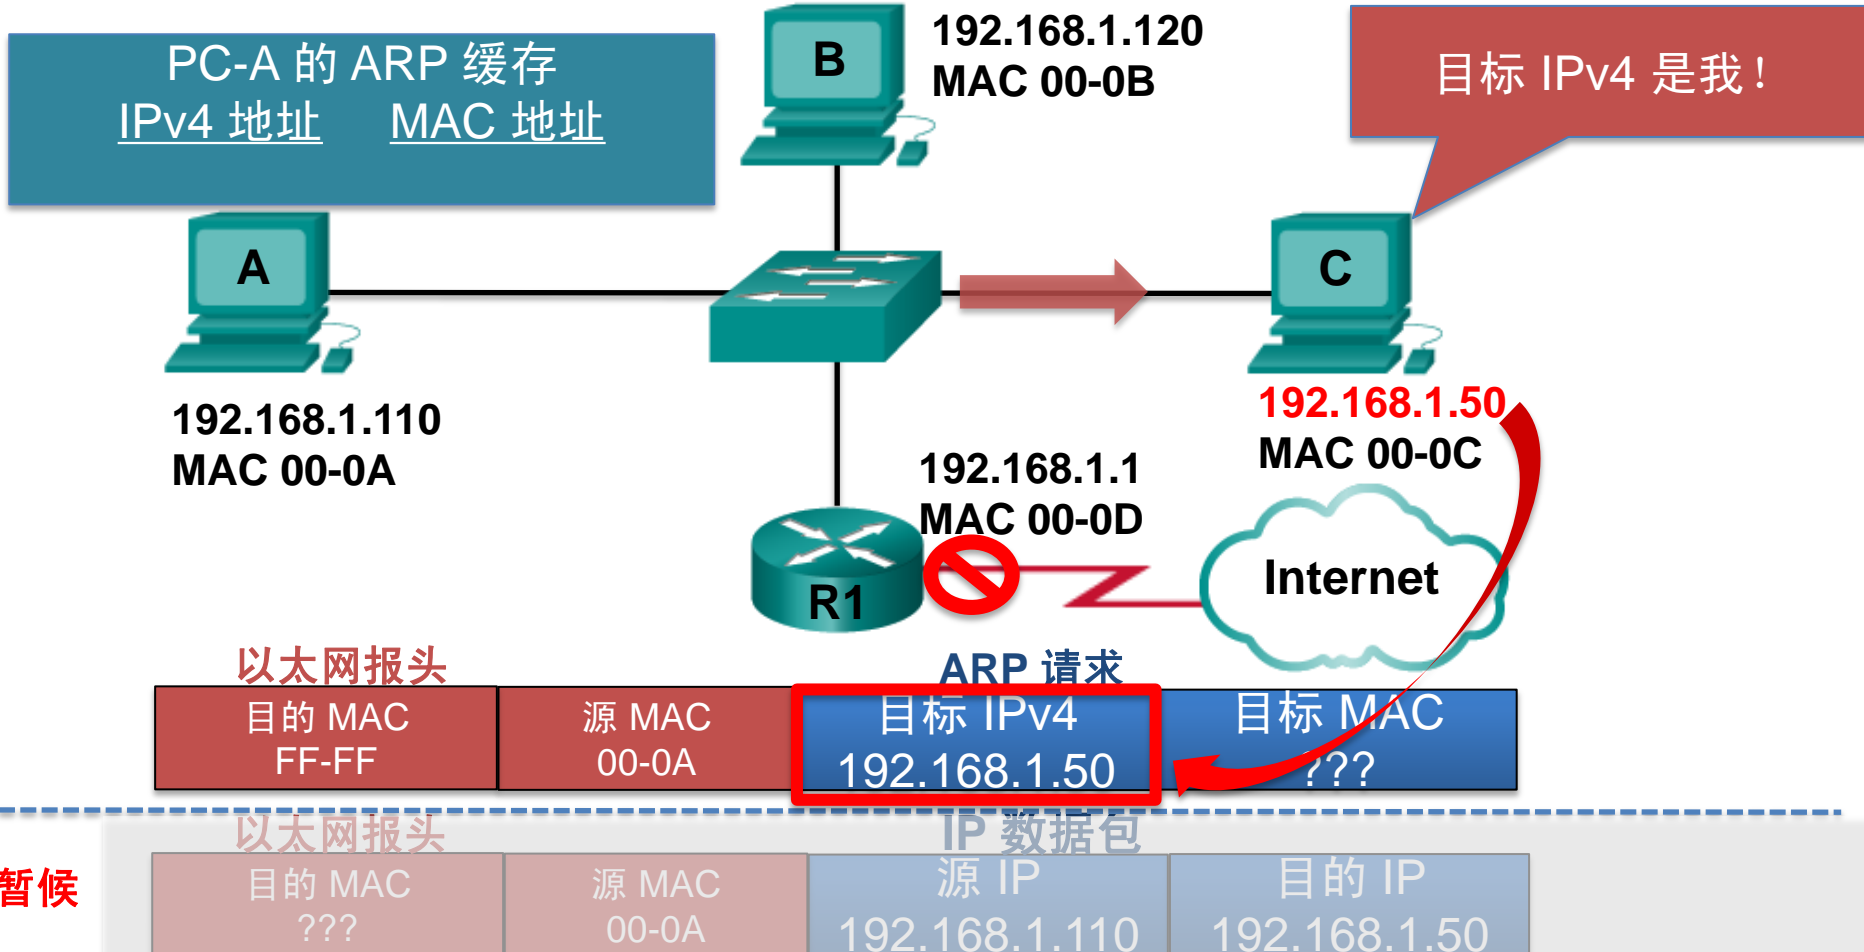 PC-A 的 ARP 缓存
IPv4 地址 MAC 地址
B
192.168.1.120
MAC 00-0B
目标 IPv4 是我！
A
C
192.168.1.110
MAC 00-0A
192.168.1.50
MAC 00-0C
192.168.1.1
MAC 00-0D
R1
Internet
以太网报头
ARP 请求
目的 MAC
FF-FF
源 MAC
00-0A
目标 IPv4
192.168.1.50
目标 MAC
???
以太网报头
IP 数据包
暂候
目的 MAC
???
源 MAC
00-0A
源 IP
192.168.1.110
目的 IP
192.168.1.50